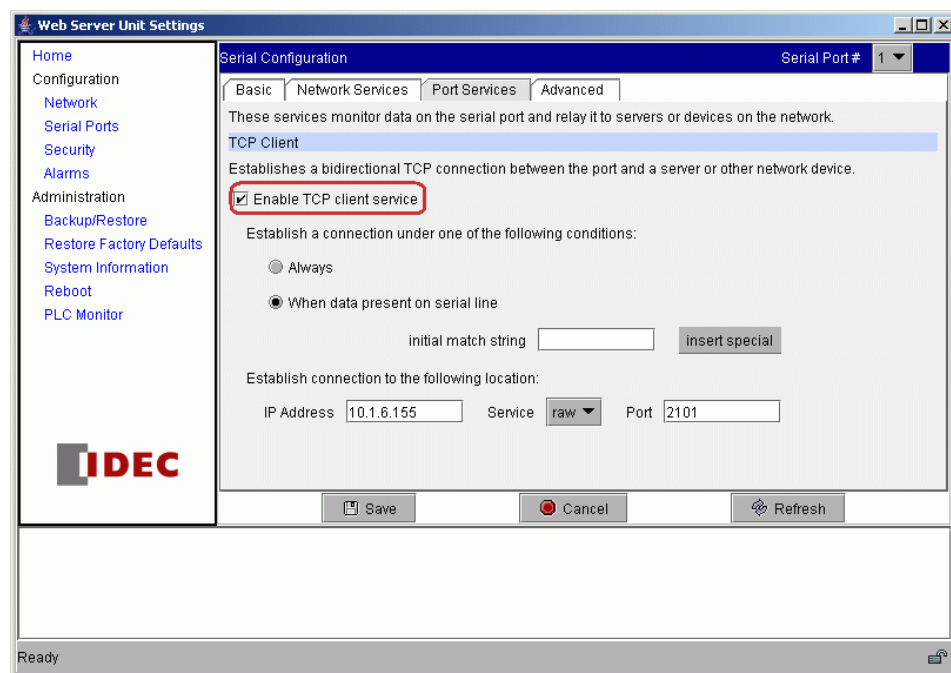 Web Server Unit Settings
Home
Configuration
Network
Serial Ports
Security
Alarms
Administration
Backup/Restore
Restore Factory Defaults
System Information
Reboot
PLC Monitor
IDEC
Serial Configuration Serial Port # 1
Basic Network Services Port Services Advanced
These services monitor data on the serial port and relay it to servers or devices on the network.
TCP Client
Establishes a bidirectional TCP connection between the port and a server or other network device.
Enable TCP client service
Establish a connection under one of the following conditions:
Always
When data present on serial line
initial match string insert special
Establish connection to the following location:
IP Address 10.1.6.155 Service raw Port 2101
Save Cancel Refresh
Ready